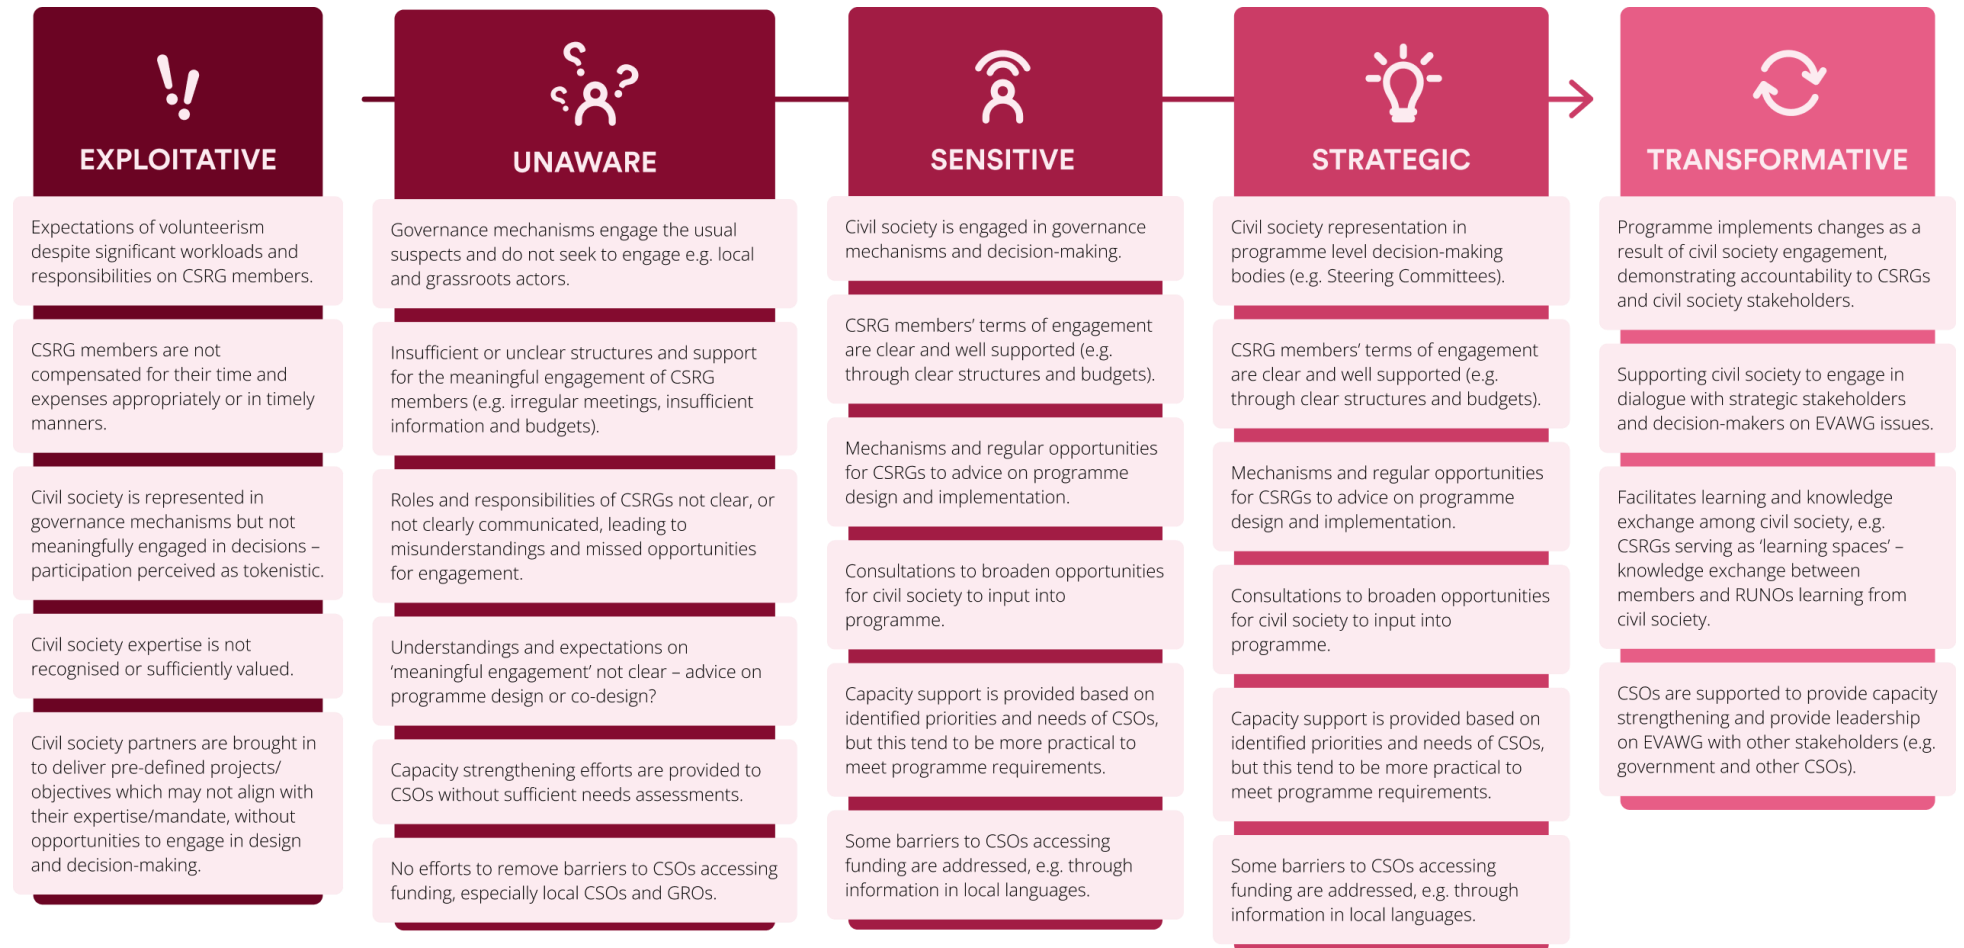 EXPLOITATIVE
Expectations of volunteerism
despite significant workloads and
responsibilities on CSRG members.
CSRG members are not
compensated for their time and
expenses appropriately or in timely
manners.
Civil society is represented in
governance mechanisms but not
meaningfully engaged in decisions –
participation perceived as tokenistic.
Civil society expertise is not
recognised or sufficiently valued.
Civil society partners are brought in
to deliver pre-defined projects/
objectives which may not align with
their expertise/mandate, without
opportunities to engage in design
and decision-making.
UNAWARE
Governance mechanisms engage the usual
suspects and do not seek to engage e.g. local
and grassroots actors.
Insufficient or unclear structures and support
for the meaningful engagement of CSRG
members (e.g. irregular meetings, insufficient
information and budgets).
Roles and responsibilities of CSRGs not clear, or
not clearly communicated, leading to
misunderstandings and missed opportunities
for engagement.
Understandings and expectations on
‘meaningful engagement’ not clear – advice on
programme design or co-design?
Capacity strengthening efforts are provided to
CSOs without sufficient needs assessments.
No efforts to remove barriers to CSOs accessing
funding, especially local CSOs and GROs.
SENSITIVE
Civil society is engaged in governance
mechanisms and decision-making.
CSRG members’ terms of engagement
are clear and well supported (e.g.
through clear structures and budgets).
Mechanisms and regular opportunities
for CSRGs to advice on programme
design and implementation.
Consultations to broaden opportunities
for civil society to input into
programme.
Capacity support is provided based on
identified priorities and needs of CSOs,
but this tend to be more practical to
meet programme requirements.
Some barriers to CSOs accessing
funding are addressed, e.g. through
information in local languages.
STRATEGIC
Civil society representation in
programme level decision-making
bodies (e.g. Steering Committees).
CSRG members’ terms of engagement
are clear and well supported (e.g.
through clear structures and budgets).
Mechanisms and regular opportunities
for CSRGs to advice on programme
design and implementation.
Consultations to broaden opportunities
for civil society to input into
programme.
Capacity support is provided based on
identified priorities and needs of CSOs,
but this tend to be more practical to
meet programme requirements.
Some barriers to CSOs accessing
funding are addressed, e.g. through
information in local languages.
TRANSFORMATIVE
Programme implements changes as a
result of civil society engagement,
demonstrating accountability to CSRGs
and civil society stakeholders.
Supporting civil society to engage in
dialogue with strategic stakeholders
and decision-makers on EVAWG issues.
Facilitates learning and knowledge
exchange among civil society, e.g.
CSRGs serving as ‘learning spaces’ –
knowledge exchange between
members and RUNOs learning from
civil society.
CSOs are supported to provide capacity
strengthening and provide leadership
on EVAWG with other stakeholders (e.g.
government and other CSOs).